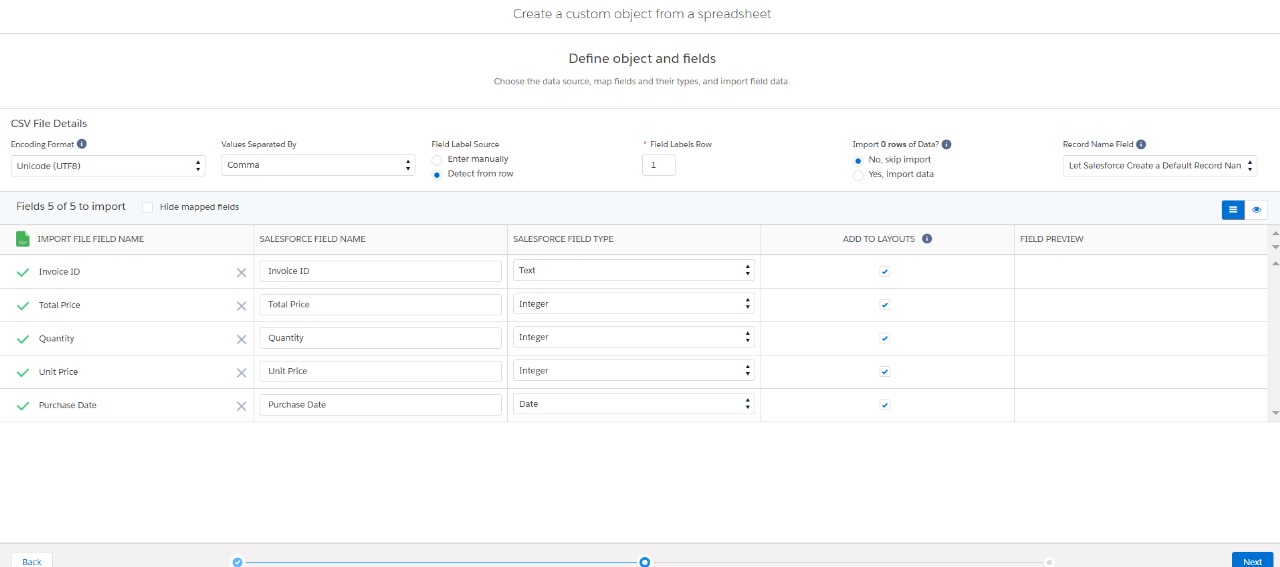 Create a custom object from a spreadsheet
Define object and fields
Choose the data source, map fields and their types, and import field data.
CSV File Details
Encoding Format Values Separated By Field Label Source * Field Labels Row Import 0 rows of Data? Record Name Field
Unicode (UTF8) Comma Enter manually 1 No, skip import Let Salesforce Create a Default Record Nan
Detect from row Yes, import data
Fields 5 of 5 to import Hide mapped fields
IMPORT FILE FIELD NAME SALESFORCE FIELD NAME SALESFORCE FIELD TYPE ADD TO LAYOUTS FIELD PREVIEW
Invoice ID Invoice ID Text
Total Price Total Price Integer
Quantity Quantity Integer
Unit Price Unit Price Integer
Purchase Date Purchase Date Date
Back Next